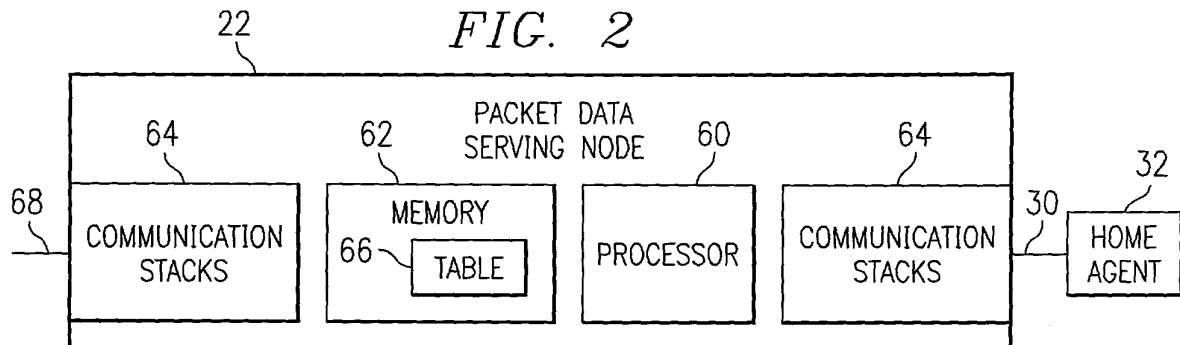 FIG. 2
22
PACKET DATA
SERVING NODE
64
62
60
64
32
68
COMMUNICATION
STACKS
MEMORY
66
TABLE
PROCESSOR
COMMUNICATION
STACKS
30
HOME
AGENT